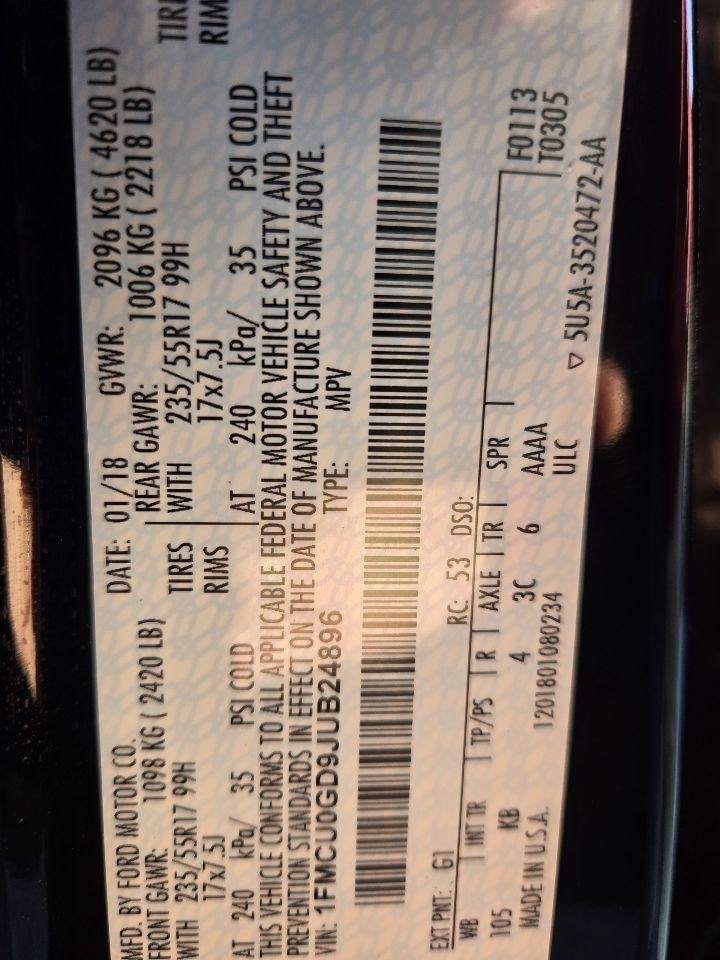 MFD. BY FORD MOTOR CO.
DATE: 01/18 GVWR: 2096 KG ( 4620 LB)
FRONT GAWR: 1098 KG ( 2420 LB) REAR GAWR: 1006 KG ( 2218 LB)
WITH 235/55R17 99H TIRES WITH 235/55R17 99H TIRE
17x7.5J RIMS 17x7.5J RIM
AT 240 kPa/ 35 PSI COLD AT 240 kPa/ 35 PSI COLD
THIS VEHICLE CONFORMS TO ALL APPLICABLE FEDERAL MOTOR VEHICLE SAFETY AND THEFT
PREVENTION STANDARDS IN EFFECT ON THE DATE OF MANUFACTURE SHOWN ABOVE.
VIN: 1FMCU0GD9JUB24896 TYPE: MPV
EXT PNT: G1 RC: 53 DSO: F0113
WB INT TR TP/PS R AXLE TR SPR T0305
105 KB 4 3C 6 AAAA
MADE IN U.S.A. 1201801080234 ULC ▽ 5U5A-3520472-AA